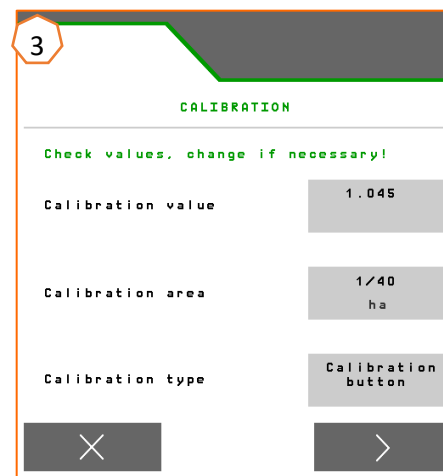 3
CALIBRATION
Check values, change if necessary!
Calibration value
1.045
Calibration area
1/40
ha
Calibration type
Calibration
button